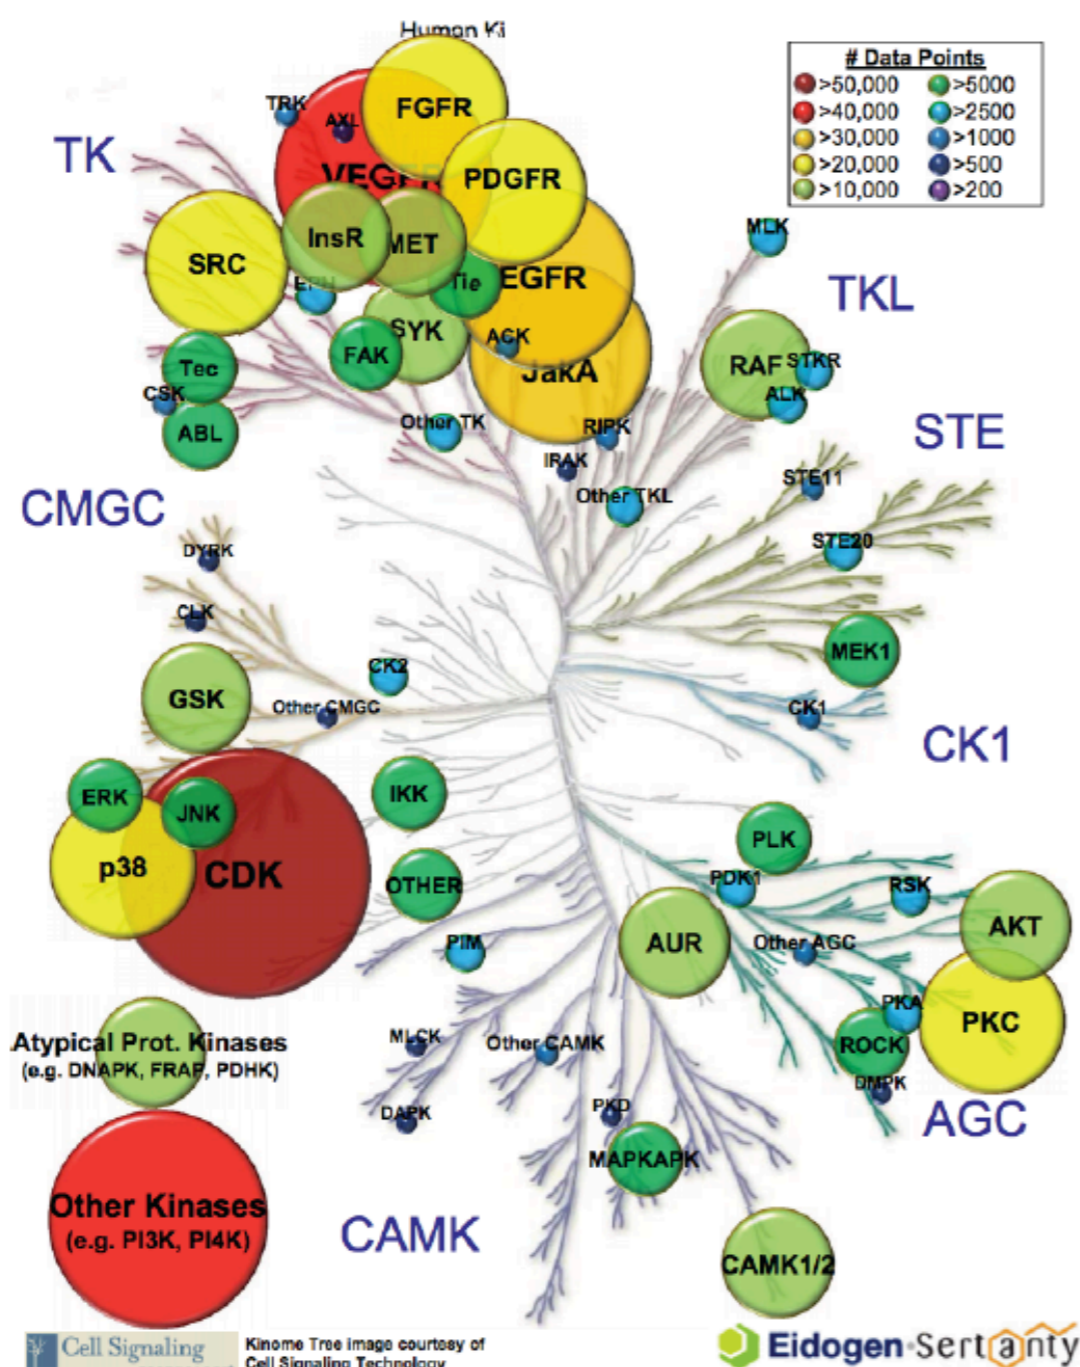 Human Ki
# Data Points
>50,000 >5000
>40,000 >2500
>30,000 >1000
>20,000 >500
>10,000 >200
TK
TRK
AXL
FGFR
VEGFR
PDGFR
InsR
MET
SRC
EPH
Tie
EGFR
SYK
ACK
FAK
JakA
Tec
CSK
ABL
Other TK
MLK
TKL
RAF
STKR
ALK
RIPK
IRAK
Other TKL
STE
STE11
STE20
MEK1
CMGC
DYRK
CLK
CK2
GSK
Other CMGC
CK1
CK1
ERK
JNK
p38
CDK
IKK
OTHER
PIM
PLK
PDK1
RSK
AKT
AUR
Other AGC
PKA
PKC
ROCK
DMPK
AGC
Atypical Prot. Kinases
(e.g. DNAPK, FRAP, PDHK)
MLCK
Other CAMK
DAPK
PKD
MAPKAPK
Other Kinases
(e.g. PI3K, PI4K)
CAMK
CAMK1/2
Cell Signaling
Kinome Tree image courtesy of
Cell Signaling Technology
Eidogen-Sertanty